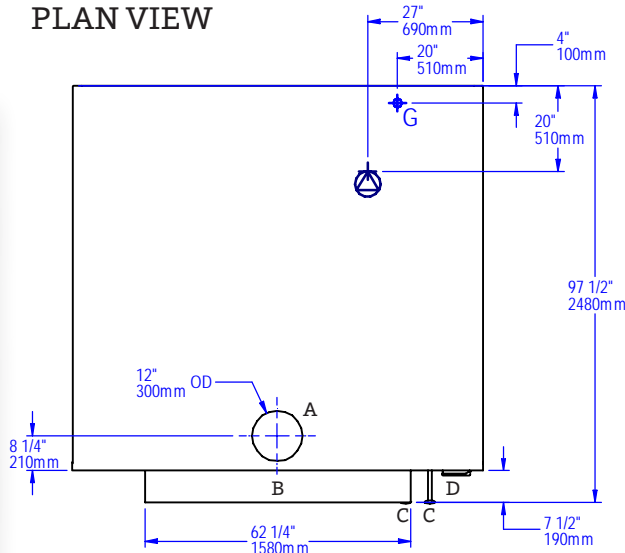 PLAN VIEW
27"
690mm
20"
510mm
4"
100mm
G
20"
510mm
97 1/2"
2480mm
12"
300mm OD
A
8 1/4"
210mm
B
C C
D
62 1/4"
1580mm
7 1/2"
190mm